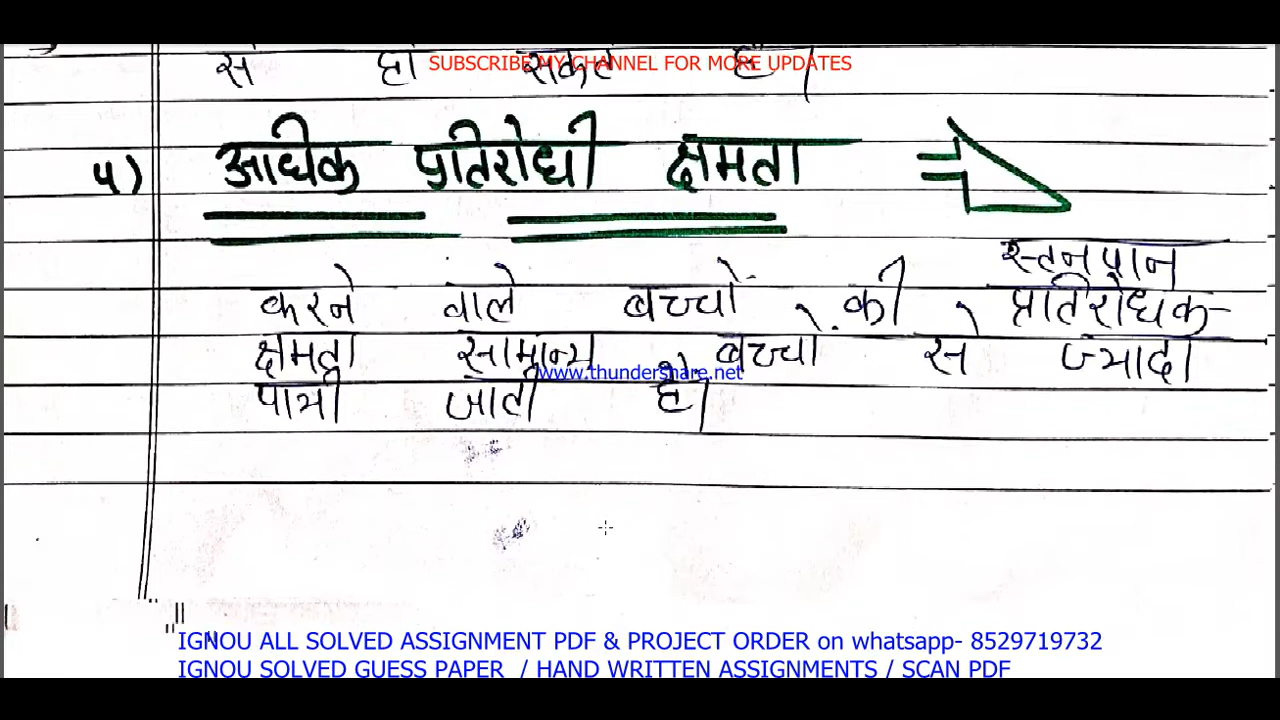 से हो सकते है।
SUBSCRIBE MY CHANNEL FOR MORE UPDATES
५) अधिक प्रतिरोधी क्षमता
स्तनपान
करने वाले बच्चों की प्रतिरोधक-
क्षमता सामान्य बच्चों से ज्यादा
www.thundershare.net
पायी जाती है।
IGNOU ALL SOLVED ASSIGNMENT PDF & PROJECT ORDER on whatsapp- 8529719732
IGNOU SOLVED GUESS PAPER / HAND WRITTEN ASSIGNMENTS / SCAN PDF